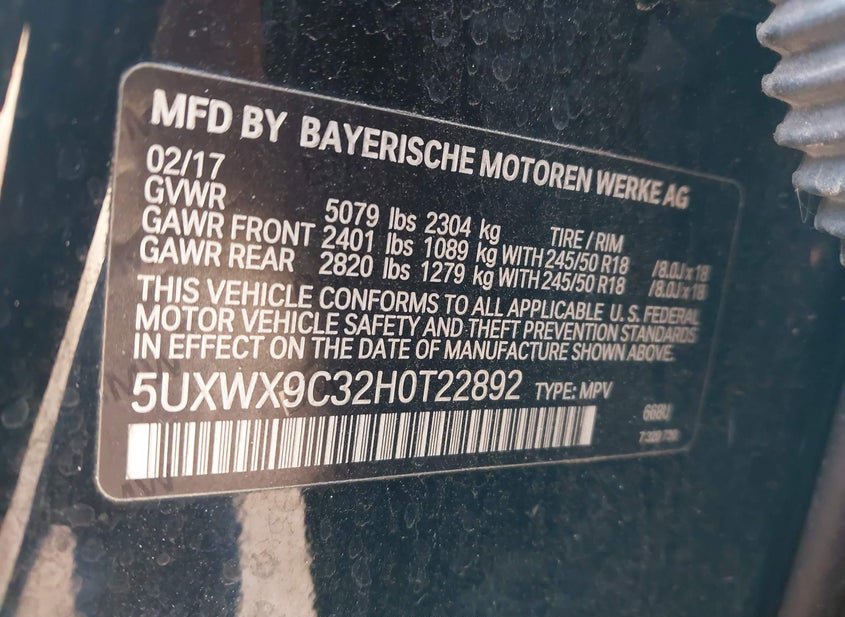 MFD BY BAYERISCHE MOTOREN WERKE AG
02/17
GVWR 5079 lbs 2304 kg TIRE / RIM
GAWR FRONT 2401 lbs 1089 kg WITH 245/50 R18 /8.0J x 18
GAWR REAR 2820 lbs 1279 kg WITH 245/50 R18 /8.0J x 18
THIS VEHICLE CONFORMS TO ALL APPLICABLE U.S. FEDERAL
MOTOR VEHICLE SAFETY AND THEFT PREVENTION STANDARDS
IN EFFECT ON THE DATE OF MANUFACTURE SHOWN ABOVE.
5UXWX9C32H0T22892 TYPE: MPV